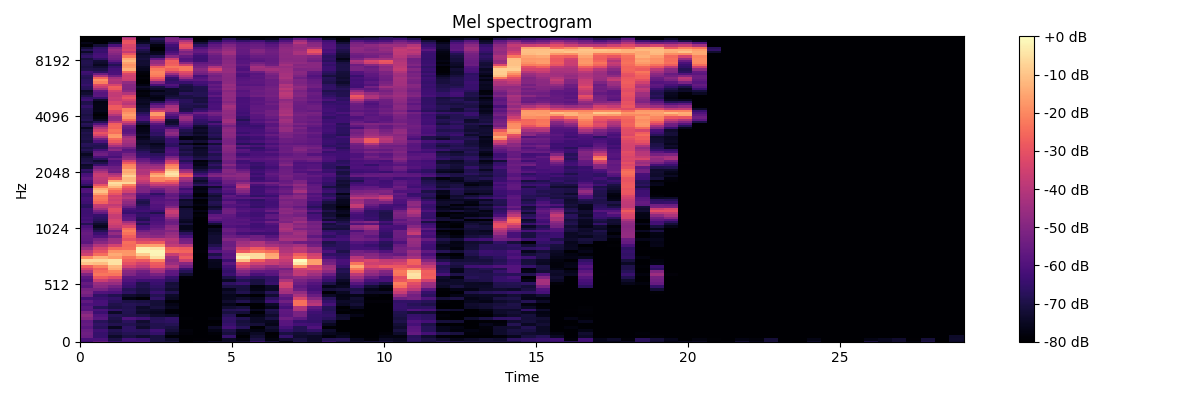 Mel spectrogram
8192
4096
2048
1024
512
0
Hz
0 5 10 15 20 25
Time
+0 dB
-10 dB
-20 dB
-30 dB
-40 dB
-50 dB
-60 dB
-70 dB
-80 dB